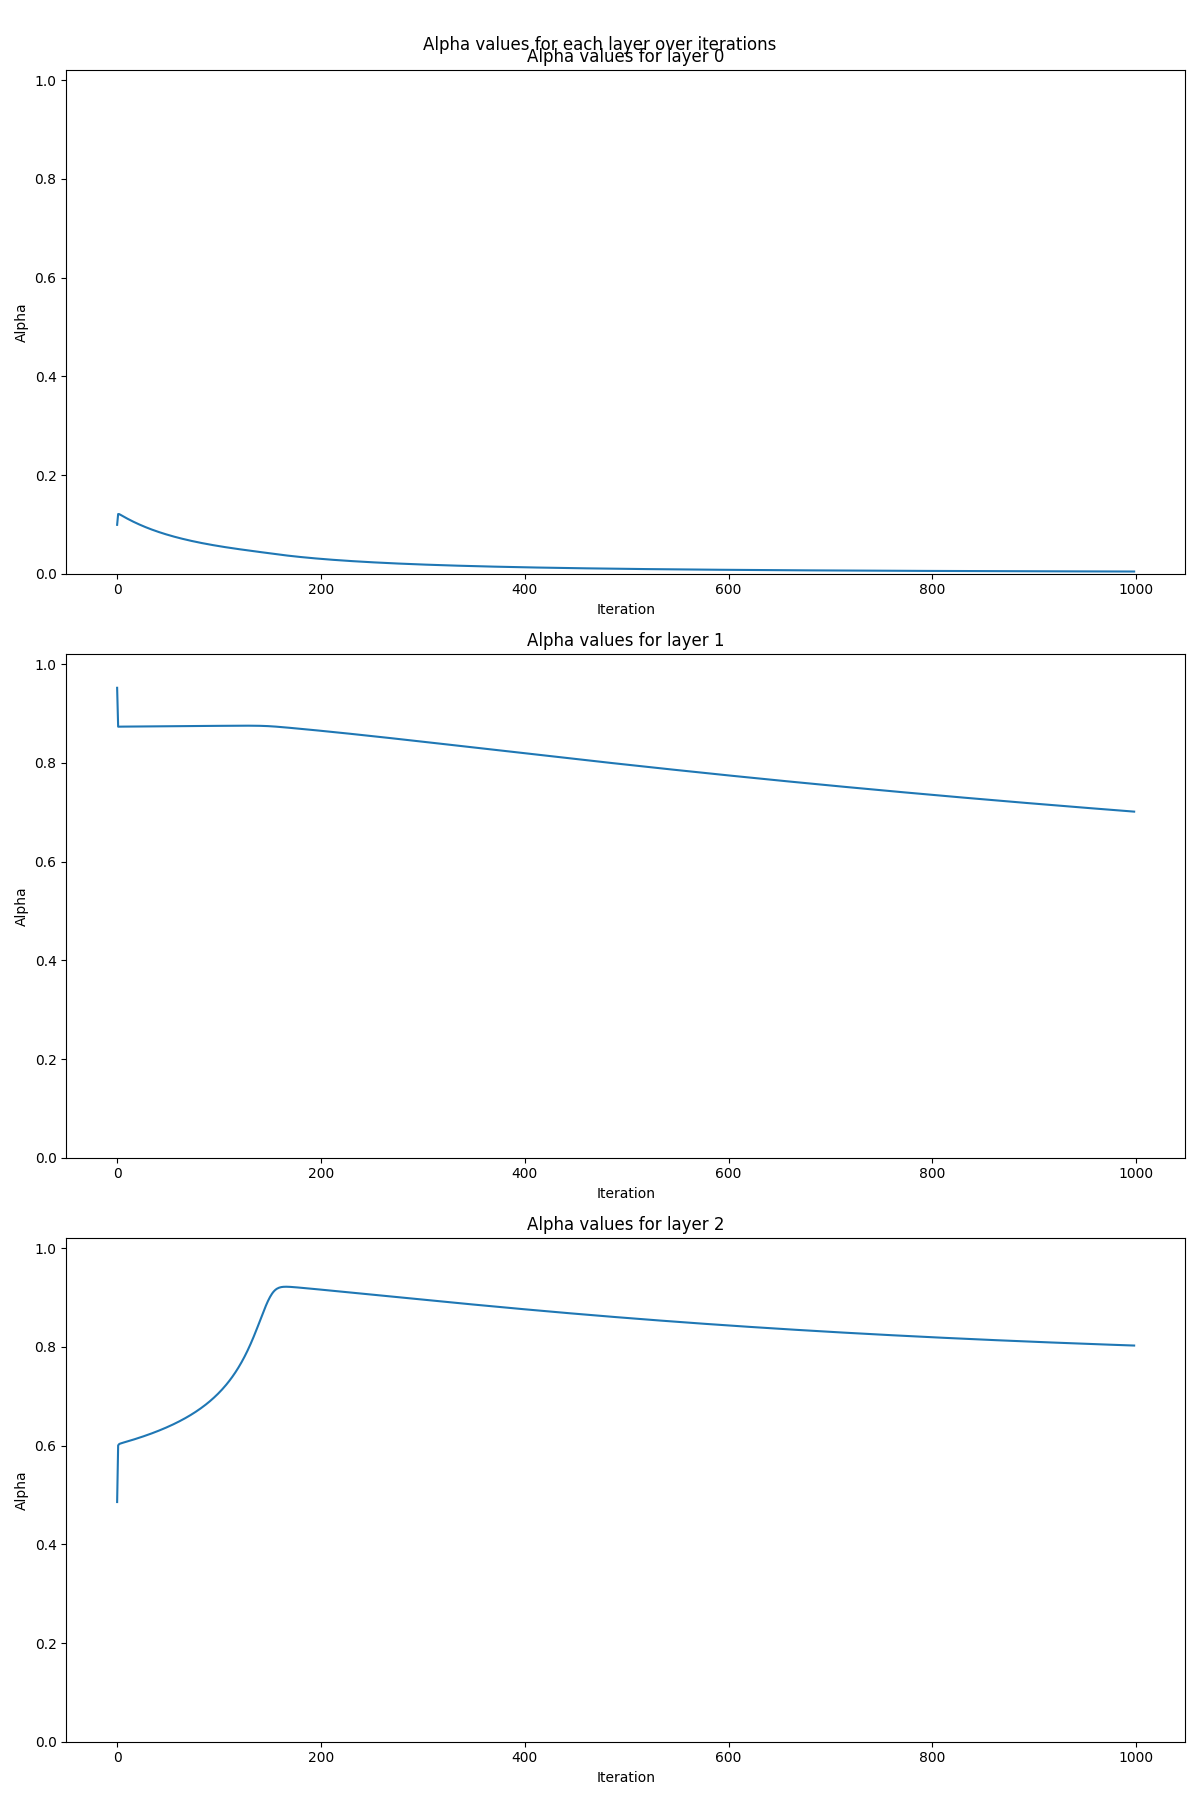 Alpha values for each layer over iterations
Alpha values for layer 0
1.0
0.8
0.6
0.4
0.2
0.0
Alpha
0 200 400 600 800 1000
Iteration
Alpha values for layer 1
1.0
0.8
0.6
0.4
0.2
0.0
Alpha
0 200 400 600 800 1000
Iteration
Alpha values for layer 2
1.0
0.8
0.6
0.4
0.2
0.0
Alpha
0 200 400 600 800 1000
Iteration